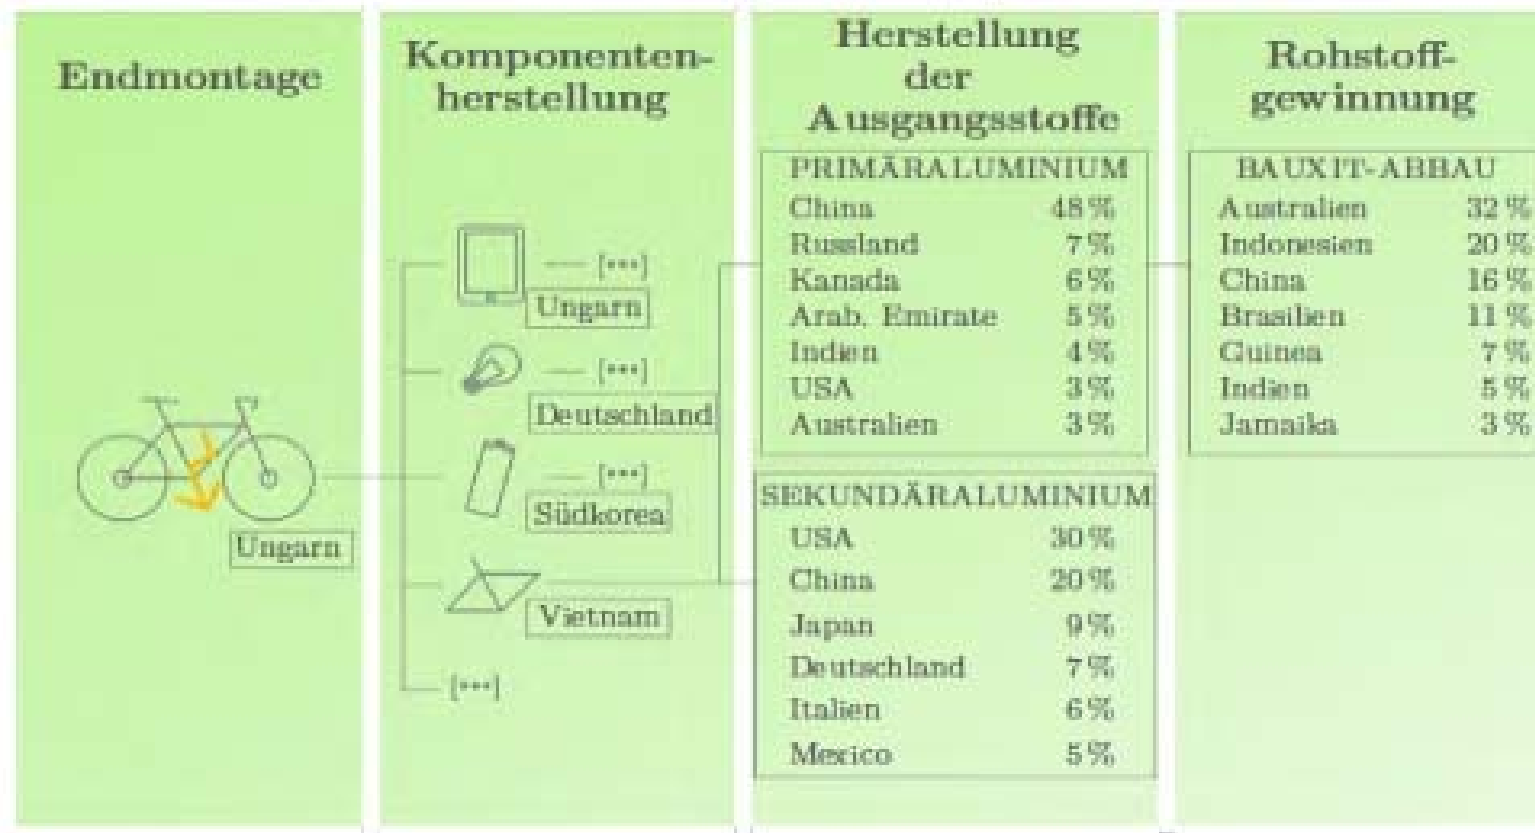 Endmontage
Ungarn
Komponenten-
herstellung
[•••]
Ungarn
[•••]
Deutschland
[•••]
Südkorea
Vietnam
[•••]
Herstellung
der
Ausgangsstoffe
PRIMÄRALUMINIUM
China 48 %
Russland 7 %
Kanada 6 %
Arab. Emirate 5 %
Indien 4 %
USA 3 %
Australien 3 %
SEKUNDÄRALUMINIUM
USA 30 %
China 20 %
Japan 9 %
Deutschland 7 %
Italien 6 %
Mexico 5 %
Rohstoff-
gewinnung
BAUXIT-ABBAU
Australien 32 %
Indonesien 20 %
China 16 %
Brasilien 11 %
Guinea 7 %
Indien 5 %
Jamaika 3 %